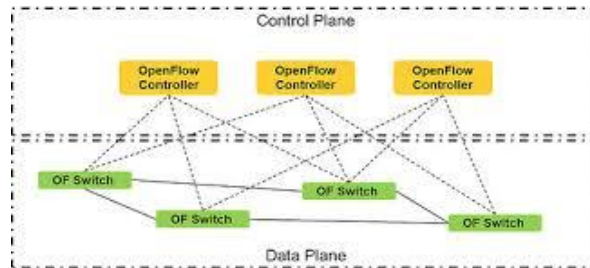 Control Plane
OpenFlow
Controller
OpenFlow
Controller
OpenFlow
Controller
OF Switch
OF Switch
OF Switch
OF Switch
Data Plane